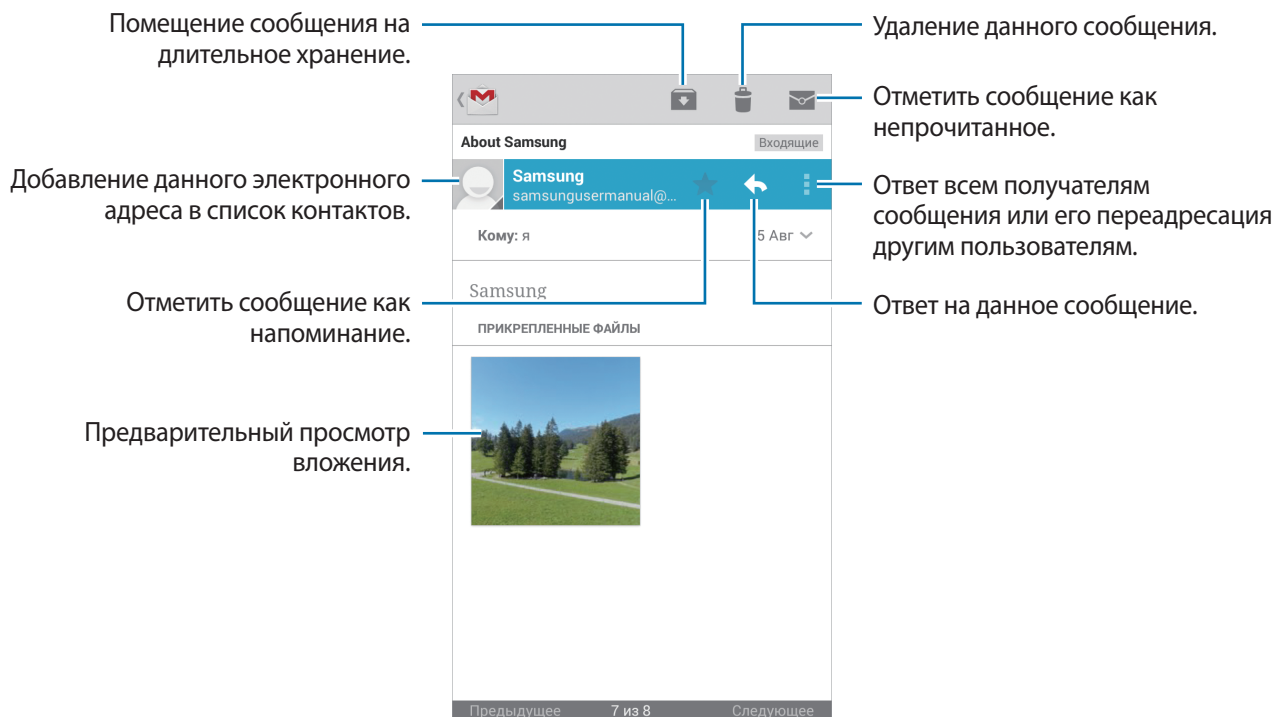 Помещение сообщения на
длительное хранение.
Удаление данного сообщения.
Отметить сообщение как
непрочитанное.
About Samsung
Входящие
Добавление данного электронного
адреса в список контактов.
Samsung
samsungusermanual@...
Ответ всем получателям
сообщения или его переадресация
другим пользователям.
Кому: я
5 Авг
Отметить сообщение как
напоминание.
Samsung
Ответ на данное сообщение.
ПРИКРЕПЛЕННЫЕ ФАЙЛЫ
Предварительный просмотр
вложения.
Предыдущее
7 из 8
Следующее